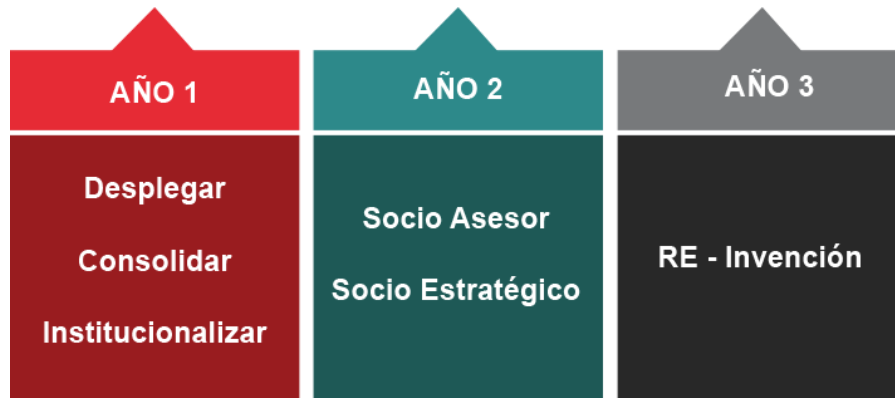 AÑO 1
Desplegar
Consolidar
Institucionalizar
AÑO 2
Socio Asesor
Socio Estratégico
AÑO 3
RE - Invención